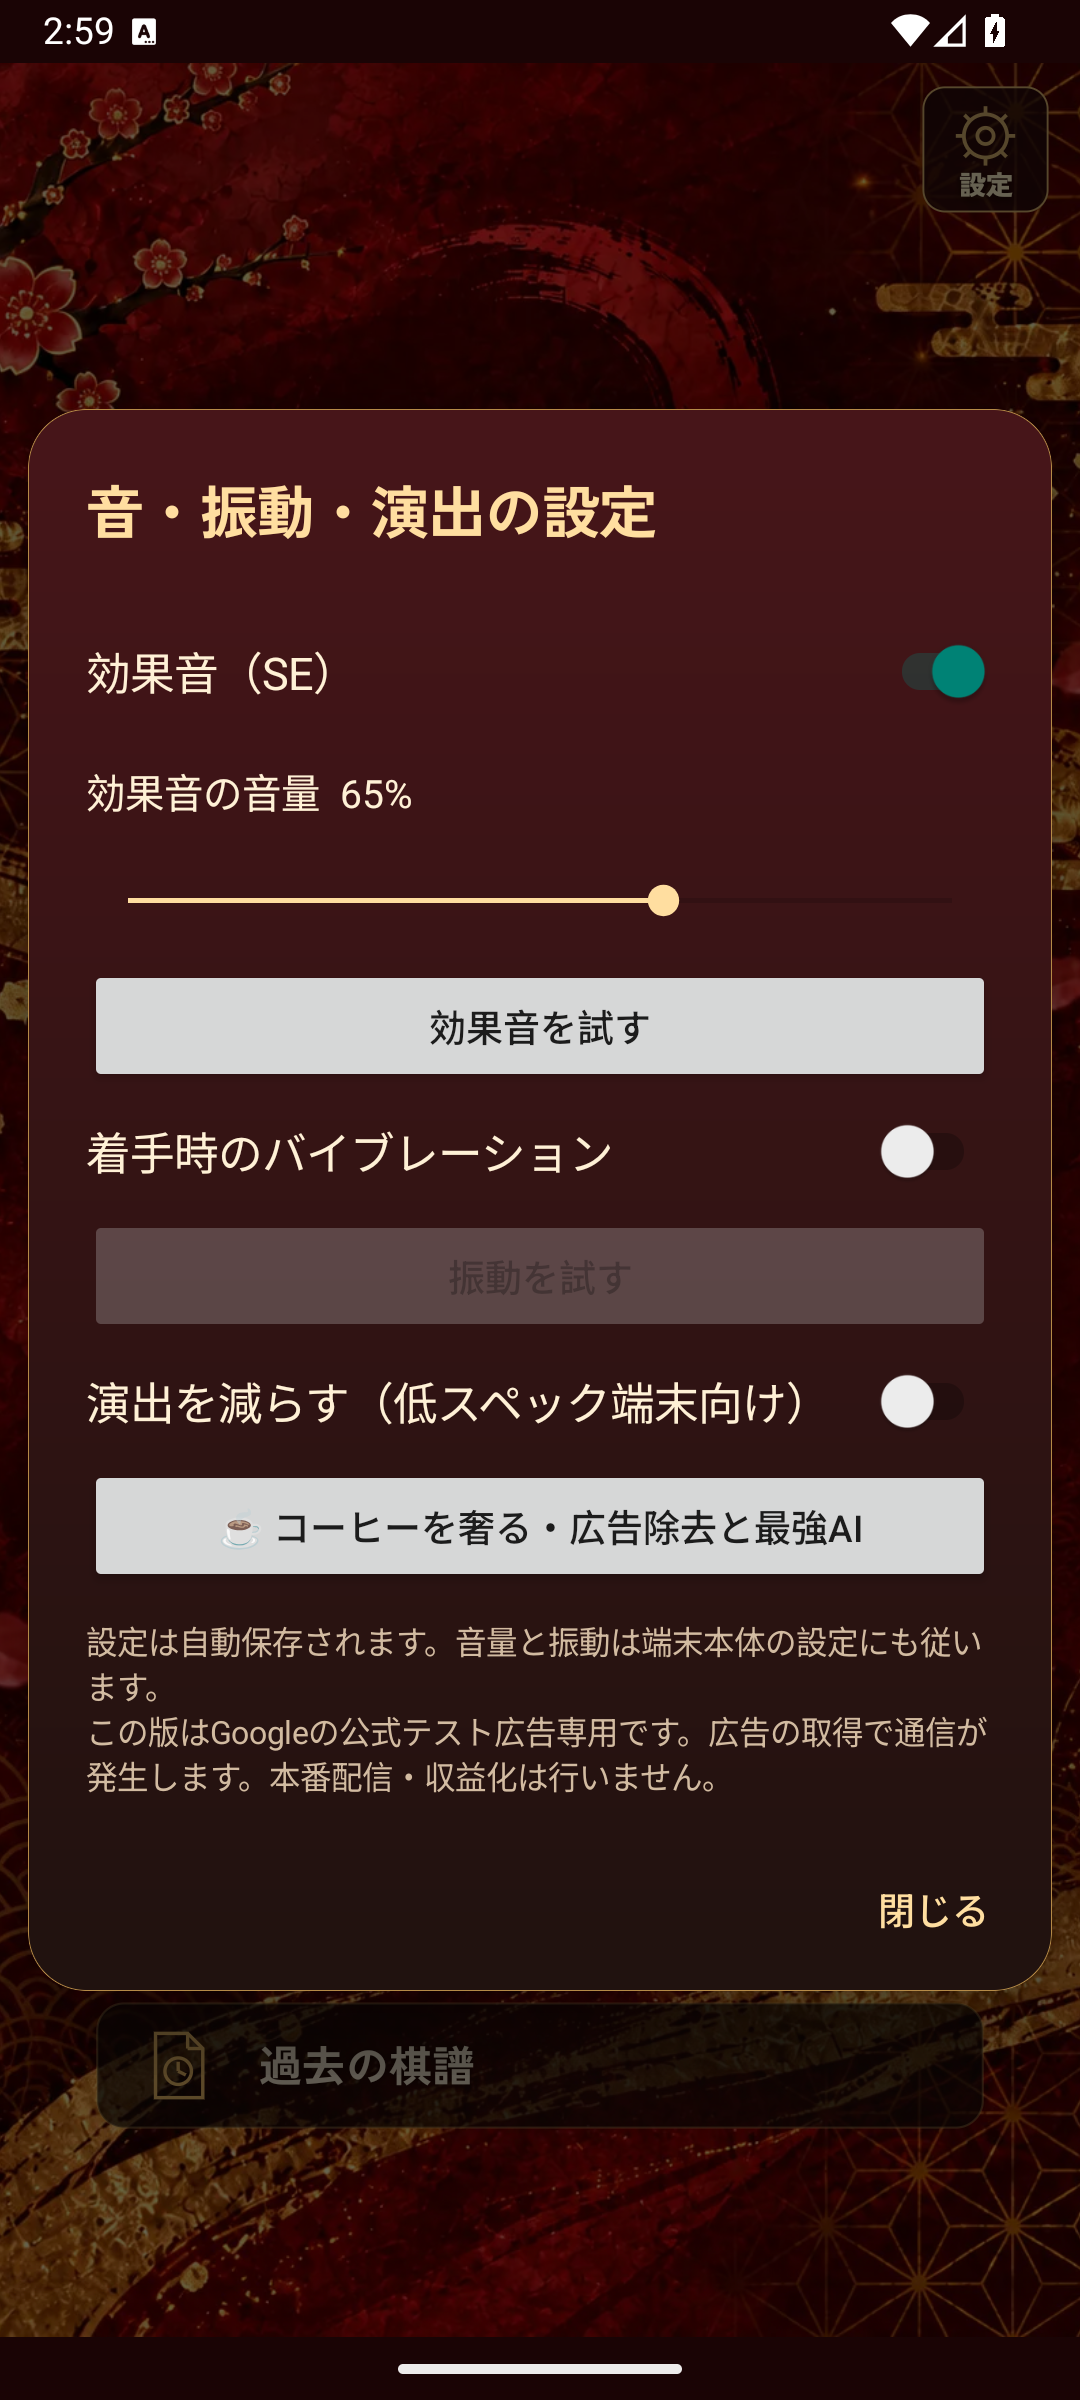 2:59
設定
音・振動・演出の設定
効果音（SE）
効果音の音量 65%
効果音を試す
着手時のバイブレーション
振動を試す
演出を減らす（低スペック端末向け）
☕ コーヒーを奢る・広告除去と最強AI
設定は自動保存されます。音量と振動は端末本体の設定にも従い
ます。
この版はGoogleの公式テスト広告専用です。広告の取得で通信が
発生します。本番配信・収益化は行いません。
閉じる
過去の棋譜